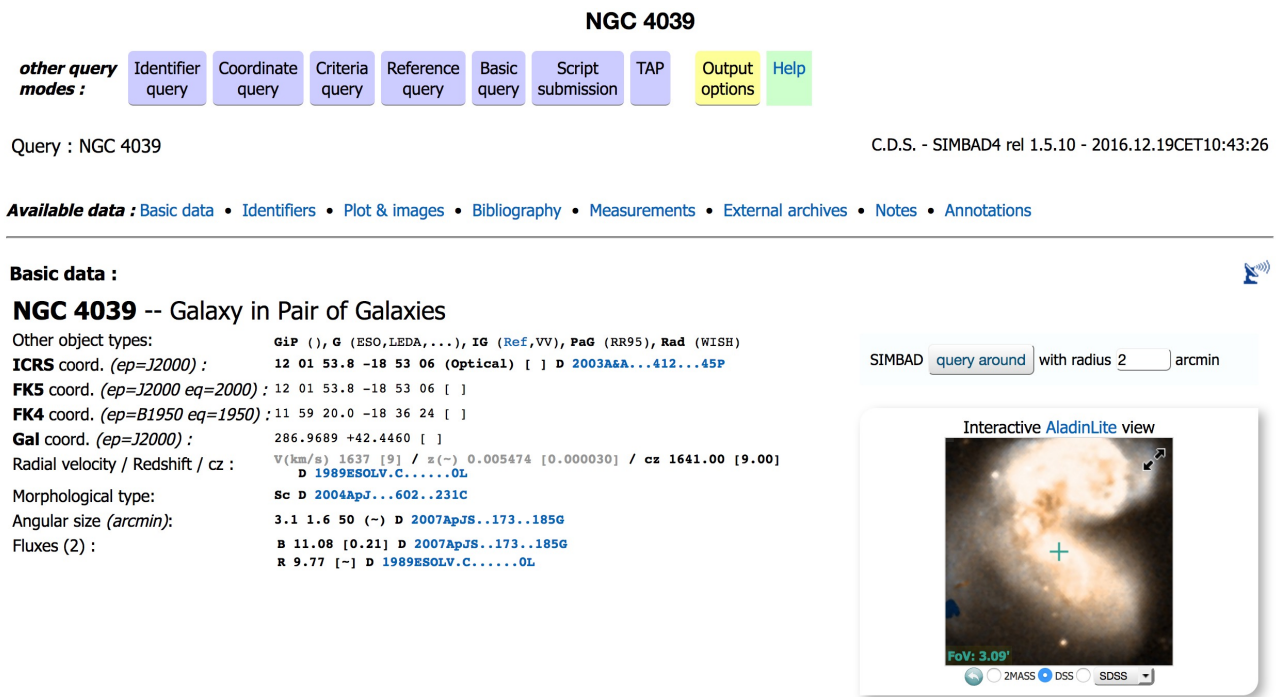 NGC 4039
other query modes :
Identifier query
Coordinate query
Criteria query
Reference query
Basic query
Script submission
TAP
Output options
Help
Query : NGC 4039
C.D.S. - SIMBAD4 rel 1.5.10 - 2016.12.19CET10:43:26
Available data : Basic data • Identifiers • Plot & images • Bibliography • Measurements • External archives • Notes • Annotations
Basic data :
NGC 4039 -- Galaxy in Pair of Galaxies
Other object types: GiP (), G (ESO,LEDA,...), IG (Ref,VV), PaG (RR95), Rad (WISH)
ICRS coord. (ep=J2000) : 12 01 53.8 -18 53 06 (Optical) [ ] D 2003A&A...412...45P
FK5 coord. (ep=J2000 eq=2000) : 12 01 53.8 -18 53 06 [ ]
FK4 coord. (ep=B1950 eq=1950) : 11 59 20.0 -18 36 24 [ ]
Gal coord. (ep=J2000) : 286.9689 +42.4460 [ ]
Radial velocity / Redshift / cz : V(km/s) 1637 [9] / z(~) 0.005474 [0.000030] / cz 1641.00 [9.00]
D 1989ESOLV.C......0L
Morphological type: Sc D 2004ApJ...602..231C
Angular size (arcmin): 3.1 1.6 50 (~) D 2007ApJS..173..185G
Fluxes (2) : B 11.08 [0.21] D 2007ApJS..173..185G
R 9.77 [~] D 1989ESOLV.C......0L
SIMBAD query around with radius 2 arcmin
Interactive AladinLite view
FoV: 3.09'
2MASS DSS SDSS